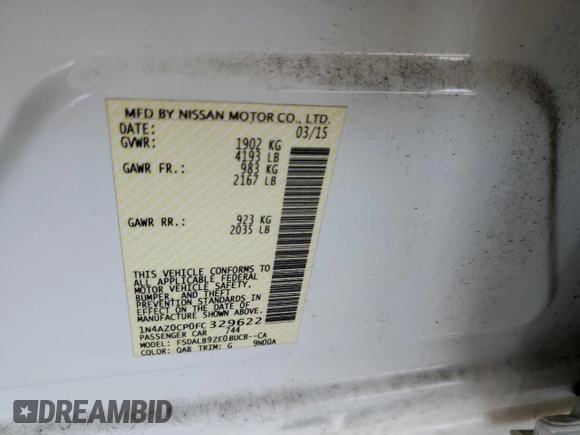 MFD BY NISSAN MOTOR CO., LTD.
DATE: 03/15
GVWR: 1902 KG
4193 LB
GAWR FR.: 983 KG
2167 LB
GAWR RR.: 923 KG
2035 LB
THIS VEHICLE CONFORMS TO
ALL APPLICABLE FEDERAL
MOTOR VEHICLE SAFETY,
BUMPER, AND THEFT
PREVENTION STANDARDS IN
EFFECT ON THE DATE OF
MANUFACTURE SHOWN ABOVE.
1N4AZ0CP0FC329622
PASSENGER CAR 744
MODEL: FSDALB9ZE0BUCB--CA
COLOR: QAB TRIM: G 9N00A
DREAMBID